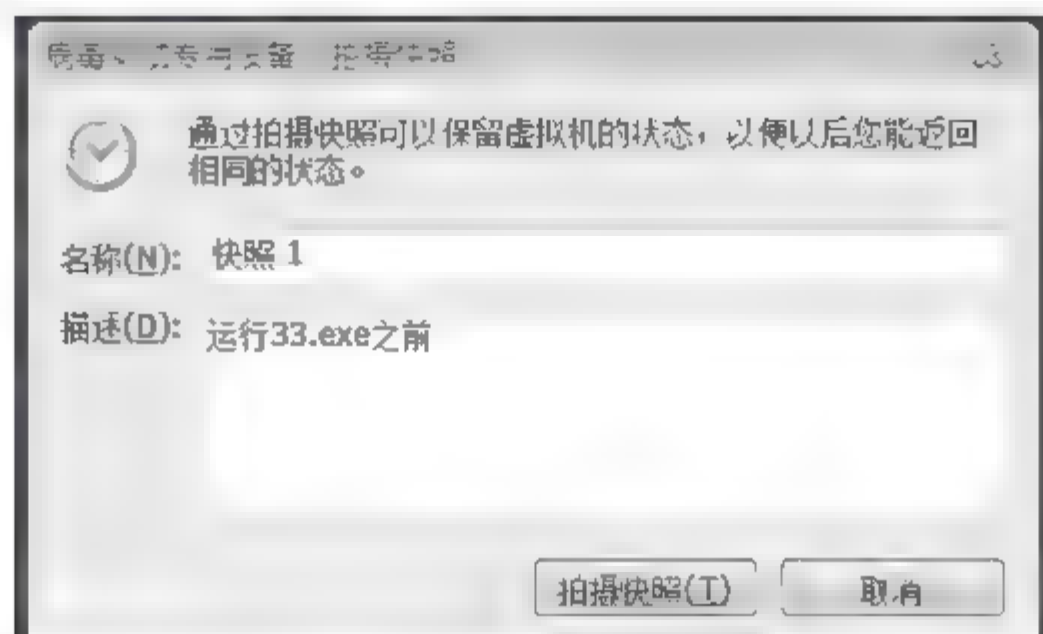 通过拍摄快照可以保留虚拟机的状态，以便以后您能返回
相同的状态。
名称(N): 快照 1
描述(D): 运行33.exe之前
拍摄快照(T) 取消